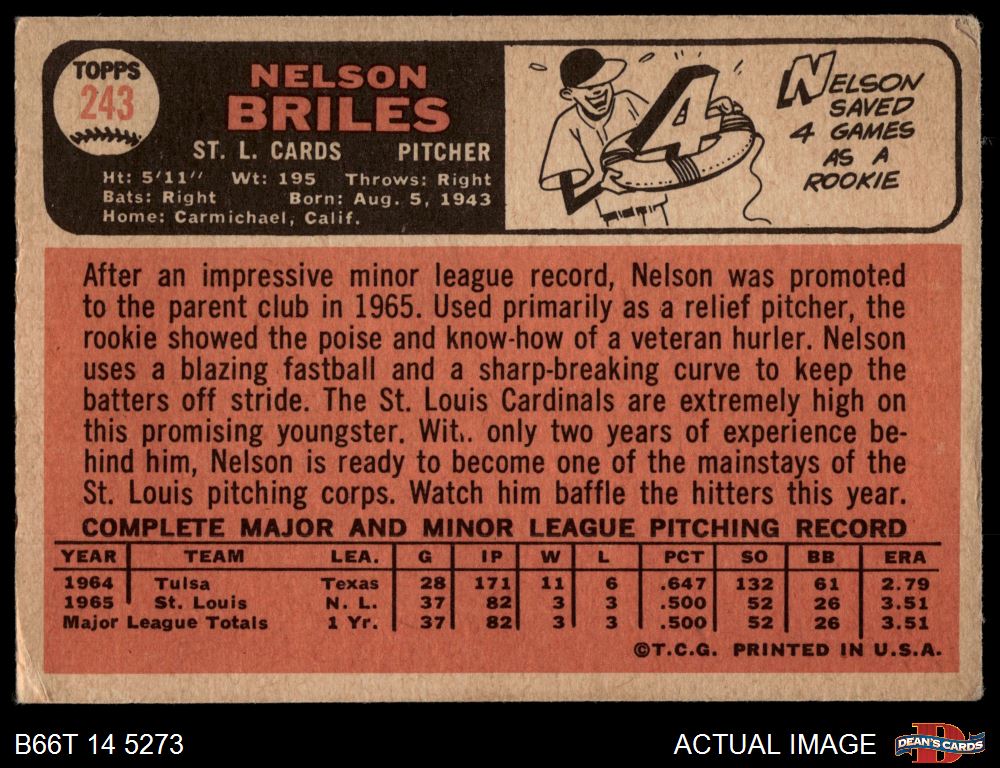 TOPPS
243
NELSON
BRILES
ST. L. CARDS PITCHER
Ht: 5'11" Wt: 195 Throws: Right
Bats: Right Born: Aug. 5, 1943
Home: Carmichael, Calif.
4
NELSON
SAVED
4 GAMES
AS A
ROOKIE
After an impressive minor league record, Nelson was promoted
to the parent club in 1965. Used primarily as a relief pitcher, the
rookie showed the poise and know-how of a veteran hurler. Nelson
uses a blazing fastball and a sharp-breaking curve to keep the
batters off stride. The St. Louis Cardinals are extremely high on
this promising youngster. Wit.. only two years of experience be-
hind him, Nelson is ready to become one of the mainstays of the
St. Louis pitching corps. Watch him baffle the hitters this year.
COMPLETE MAJOR AND MINOR LEAGUE PITCHING RECORD
YEAR TEAM LEA. G IP W L PCT SO BB ERA
1964 Tulsa Texas 28 171 11 6 .647 132 61 2.79
1965 St. Louis N. L. 37 82 3 3 .500 52 26 3.51
Major League Totals 1 Yr. 37 82 3 3 .500 52 26 3.51
©T.C.G. PRINTED IN U.S.A.
B66T 14 5273
ACTUAL IMAGE
D
DEAN'S CARDS